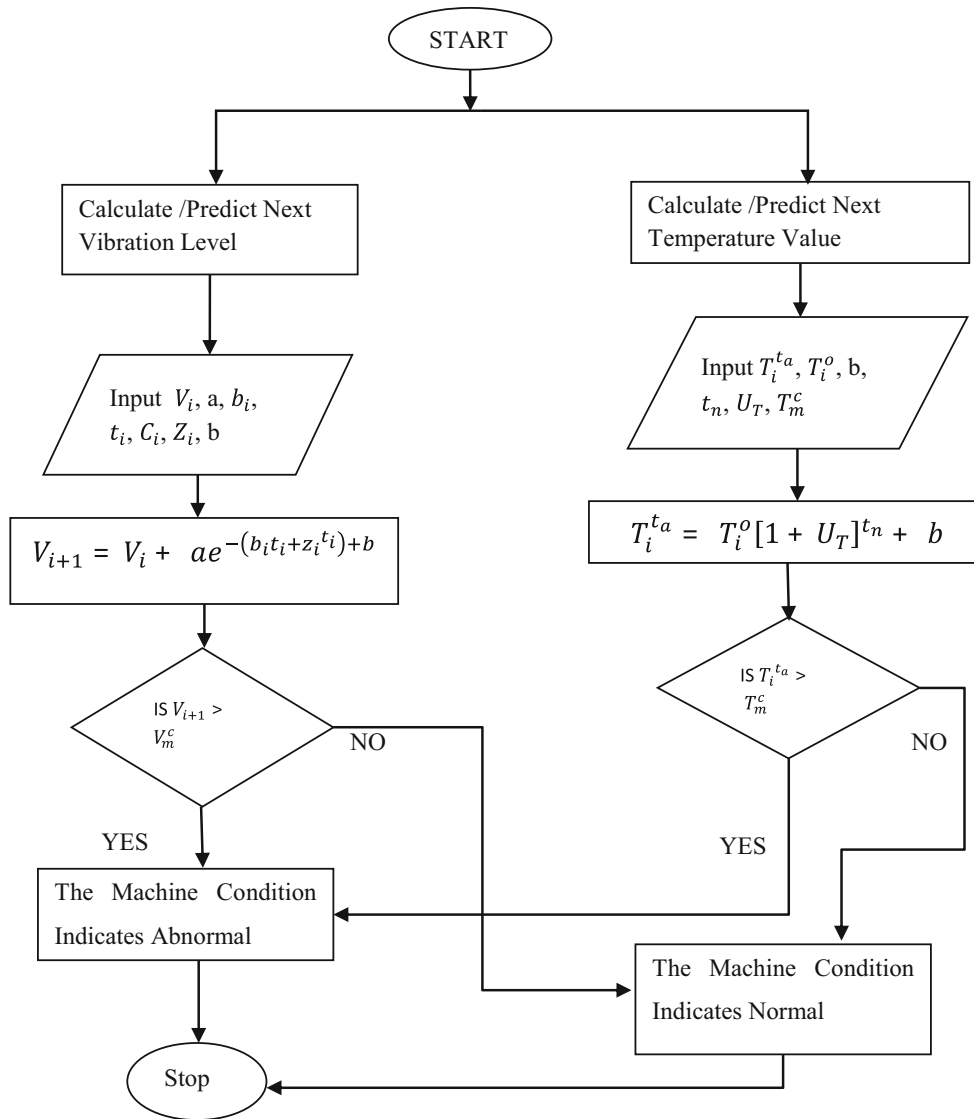 START
Calculate /Predict Next
Vibration Level
Calculate /Predict Next
Temperature Value
Input V_i, a, b_i,
t_i, C_i, Z_i, b
Input T_i^{t_a}, T_i^o, b,
t_n, U_T, T_m^c
V_{i+1} = V_i + ae^{-(b_i t_i+z_i^{t_i})+b}
T_i^{t_a} = T_i^o[1 + U_T]^{t_n} + b
IS V_{i+1} >
V_m^c
NO
YES
IS T_i^{t_a} >
T_m^c
NO
YES
The Machine Condition
Indicates Abnormal
The Machine Condition
Indicates Normal
Stop